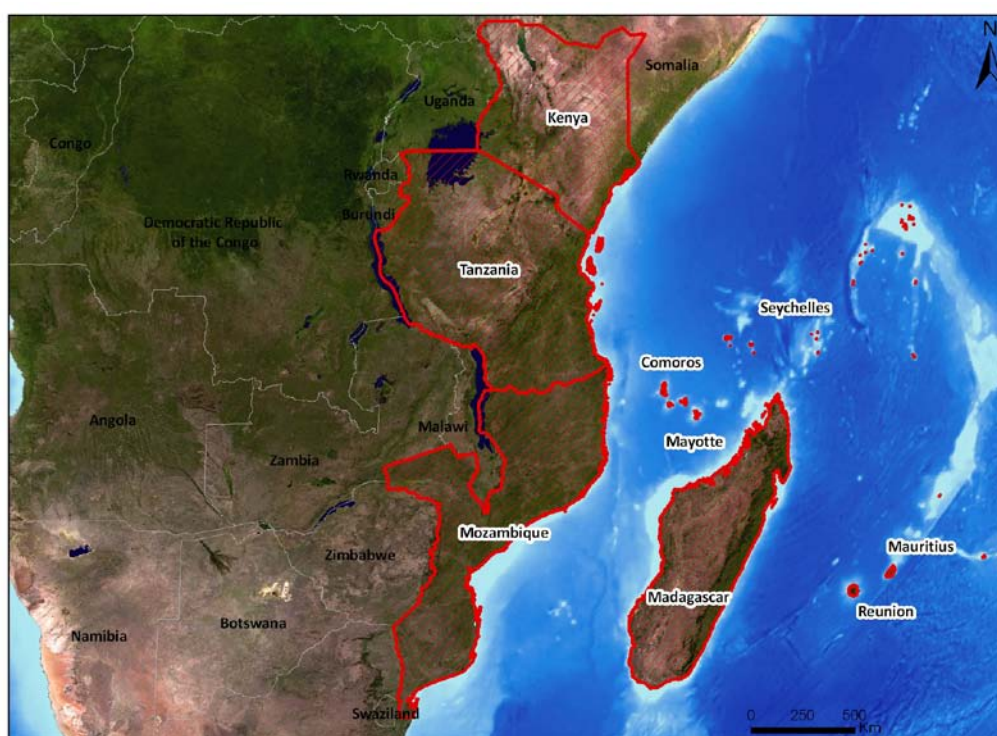 N
Somalia
Uganda
Kenya
Congo
Rwanda
Burundi
Democratic Republic
of the Congo
Tanzania
Seychelles
Comoros
Angola
Malawi
Mayotte
Zambia
Mozambique
Zimbabwe
Mauritius
Madagascar
Reunion
Botswana
Namibia
Swaziland
0 250 500
Km